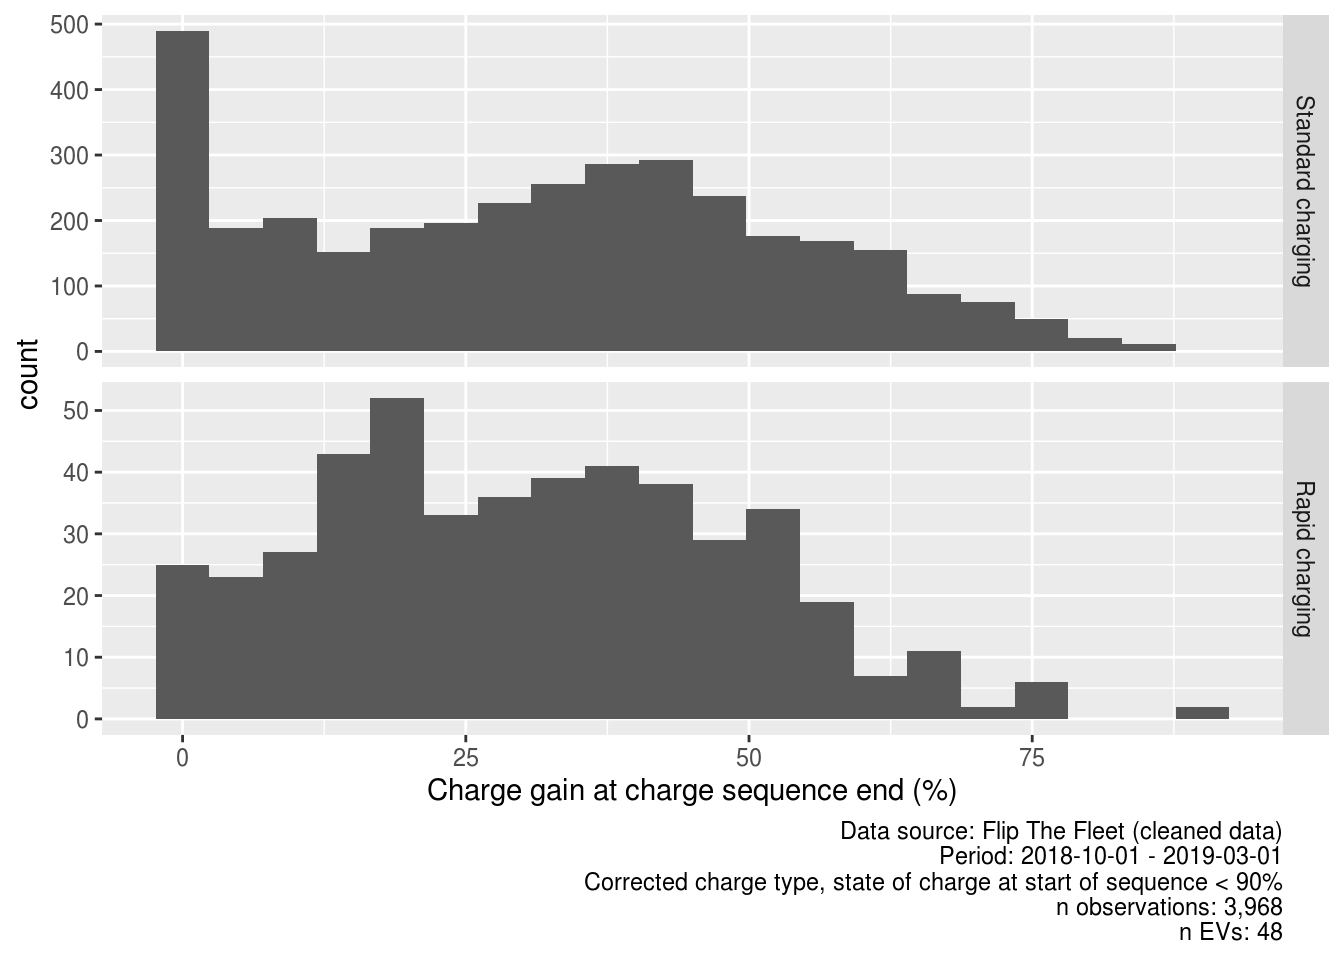 500
400
300
200
100
0
Standard charging
count
50
40
30
20
10
0
Rapid charging
0 25 50 75
Charge gain at charge sequence end (%)
Data source: Flip The Fleet (cleaned data)
Period: 2018-10-01 - 2019-03-01
Corrected charge type, state of charge at start of sequence < 90%
n observations: 3,968
n EVs: 48